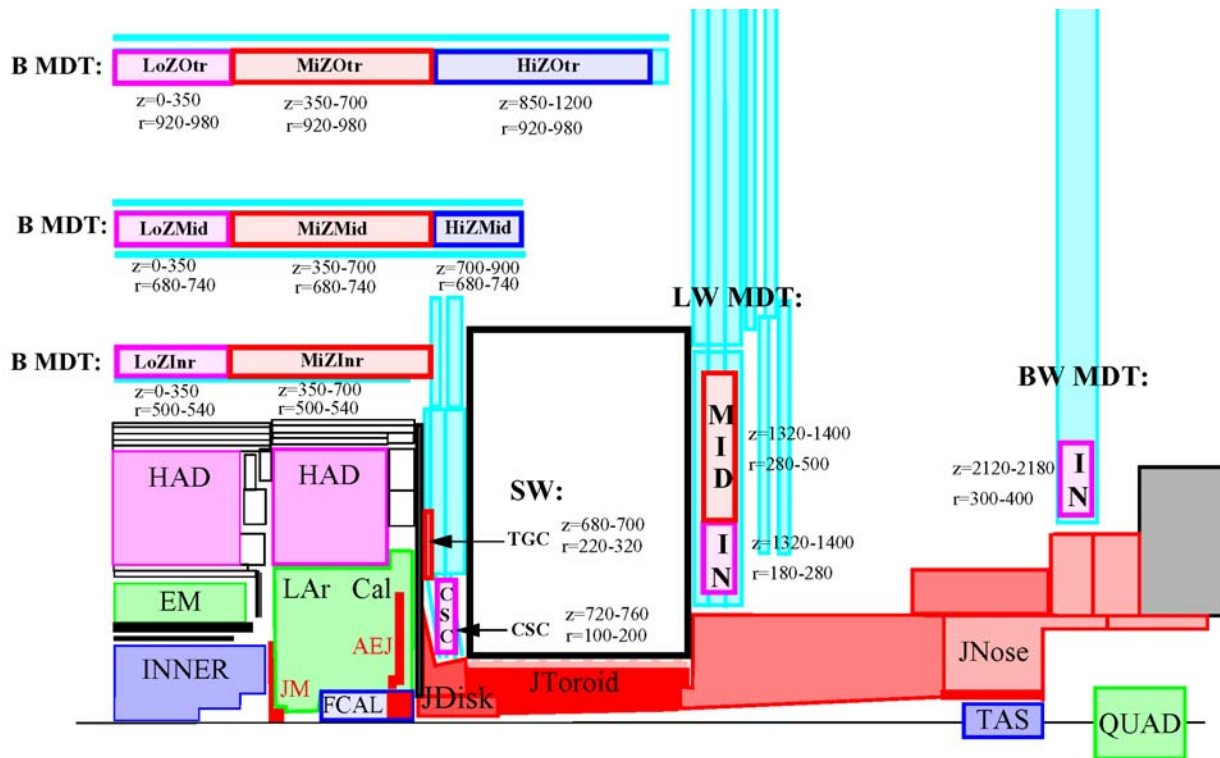 B MDT: LoZOtr MiZOtr HiZOtr
z=0-350 z=350-700 z=850-1200
r=920-980 r=920-980 r=920-980
B MDT: LoZMid MiZMid HiZMid
z=0-350 z=350-700 z=700-900
r=680-740 r=680-740 r=680-740
LW MDT:
B MDT: LoZInr MiZInr
z=0-350 z=350-700
r=500-540 r=500-540
BW MDT:
MID
z=1320-1400
r=280-500
HAD HAD
IN
z=2120-2180
r=300-400
SW:
TGC
z=680-700
r=220-320
IN
z=1320-1400
r=180-280
EM LAr Cal
CSC
CSC
z=720-760
r=100-200
AEJ
INNER JM FCAL JDisk JToroid JNose
TAS QUAD